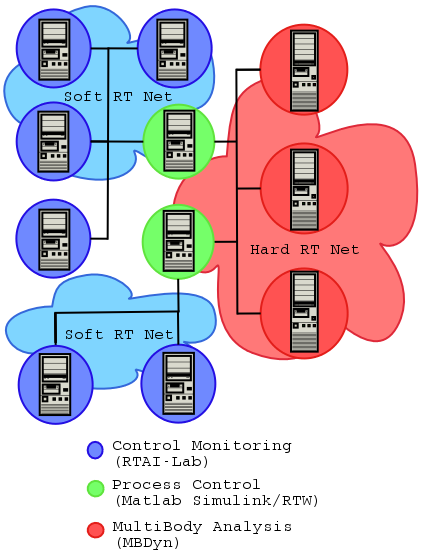 Soft RT Net
Hard RT Net
Soft RT Net
Control Monitoring
(RTAI-Lab)
Process Control
(Matlab Simulink/RTW)
MultiBody Analysis
(MBDyn)